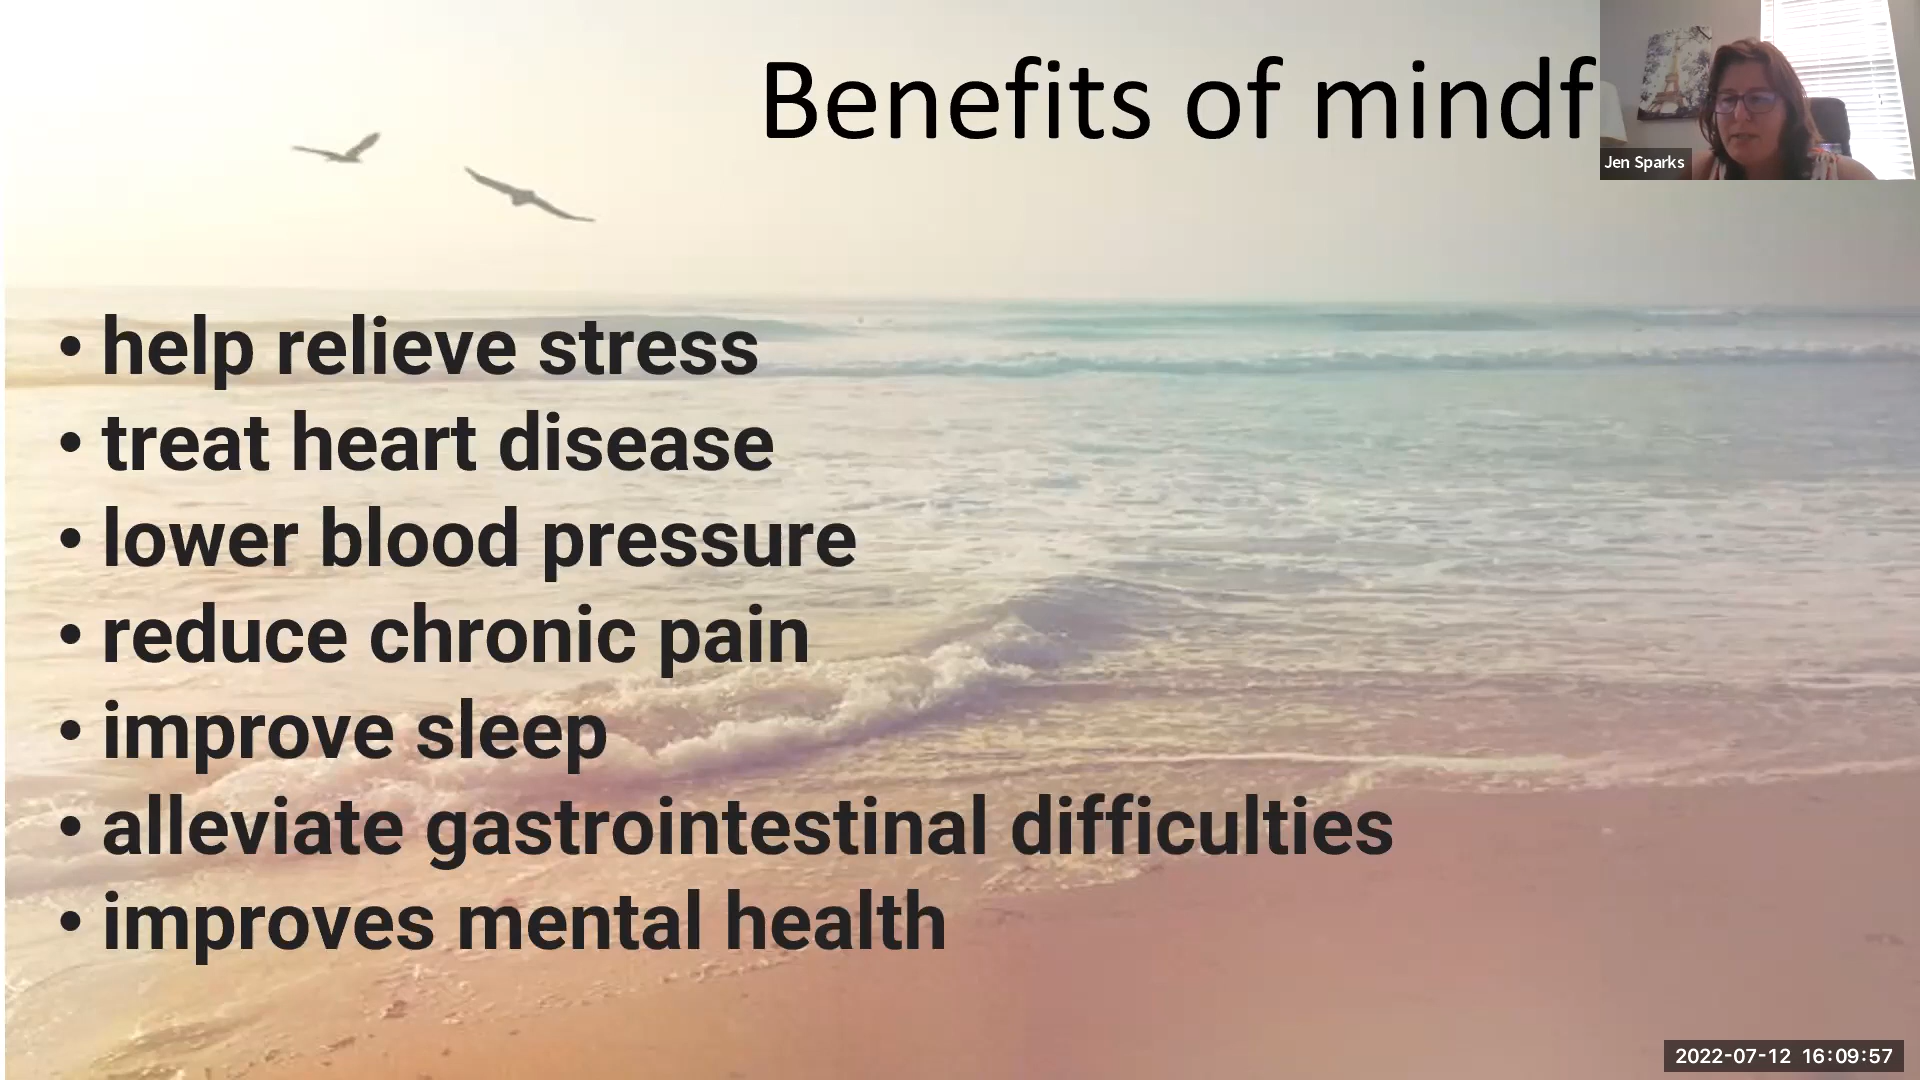 Benefits of mindf
Jen Sparks
• help relieve stress
• treat heart disease
• lower blood pressure
• reduce chronic pain
• improve sleep
• alleviate gastrointestinal difficulties
• improves mental health
2022-07-12 16:09:57